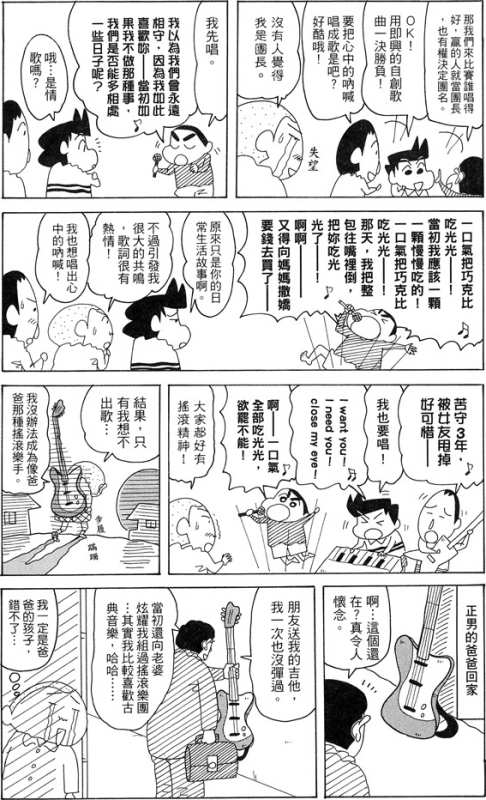 那我們來比賽誰唱得
好，贏的人就當團長
，也有權決定團名。
OK！
用即興的自創歌
曲一決勝負！
要把心中的吶喊
唱成歌是吧？
好酷哦！
沒有人覺得
我是團長。
失望
我先唱。
我以為我們會永遠
相守，因為我如此
喜歡妳——當初如
果我不做那種事，
我們是否能多相處
一些日子呢？
哦…是情
歌嗎？
一口氣把巧克比
吃光光——！
當初我應該一顆
一顆慢慢吃的！
一口氣把巧克比
吃光光——！
那天，我把整
包往嘴裡倒，
把妳吃光
光了———！
啊啊——
又得向媽媽撒嬌
要錢去買了——
原來只是你的日
常生活故事啊。
不過引發我
很大的共鳴
，歌詞很有
熱情！
我也想唱出心
中的吶喊！
苦守3年，
被女友甩掉
好可惜—
我也要唱！
I want you~
I need you~
close my eye~
啊——一口氣
全部吃光光，
欲罷不能！
大家都好有
搖滾精神！
結果，只
有我想不
出歌…
步履
蹣跚
我沒辦法成為像爸
爸那種搖滾樂手。
正男的爸爸回家
啊…這個還
在？真令人
懷念。
朋友送我的吉他，
我一次也沒彈過。
當初還向老婆
炫耀我組過搖滾樂團
…其實我比較喜歡古
典音樂，哈哈……
我一定是爸
爸的孩子，
錯不了…